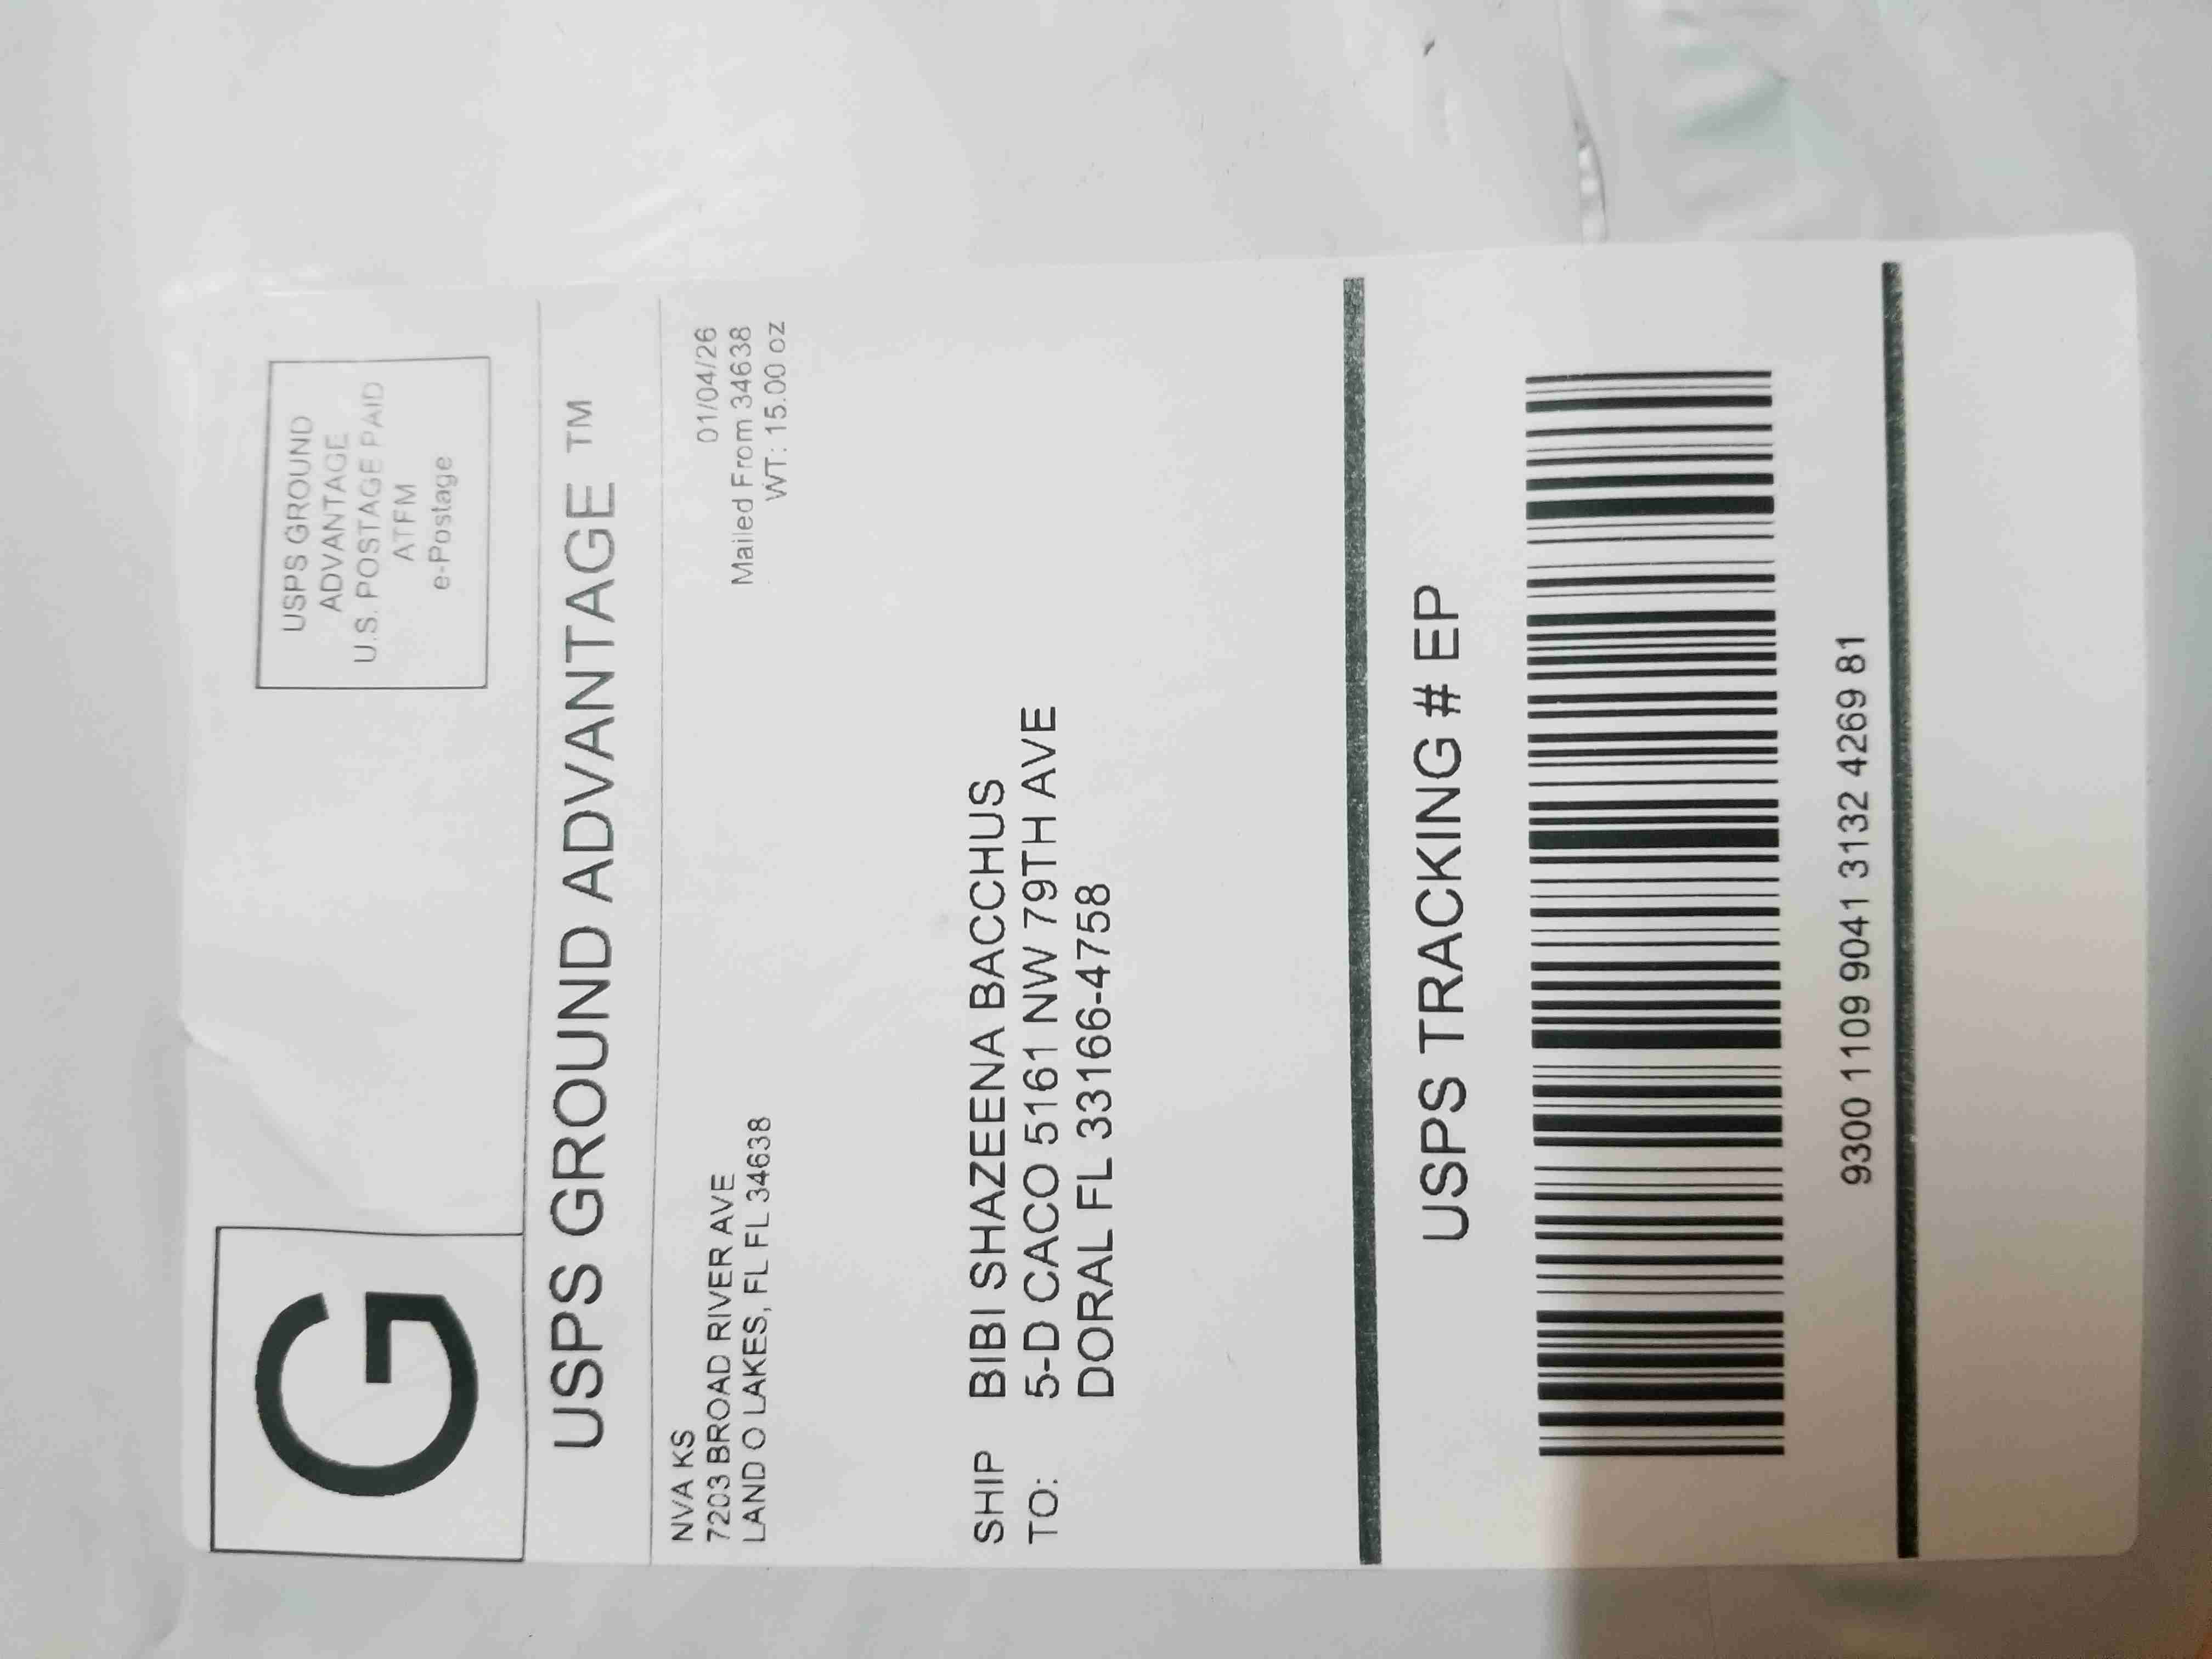 G
USPS GROUND
ADVANTAGE
U.S. POSTAGE PAID
ATFM
e-Postage
USPS GROUND ADVANTAGE TM
NVA KS
7203 BROAD RIVER AVE
LAND O LAKES, FL FL 34638
01/04/26
Mailed From 34638
WT: 15.00 oz
SHIP BIBI SHAZEENA BACCHUS
TO: 5-D CACO 5161 NW 79TH AVE
DORAL FL 33166-4758
USPS TRACKING # EP
9300 1109 9041 3132 4269 81